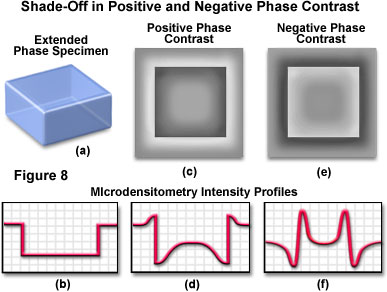 Shade-Off in Positive and Negative Phase Contrast
Extended
Phase Specimen
Positive Phase
Contrast
Negative Phase
Contrast
(a)
(c)
(e)
Figure 8
Microdensitometry Intensity Profiles
(b)
(d)
(f)